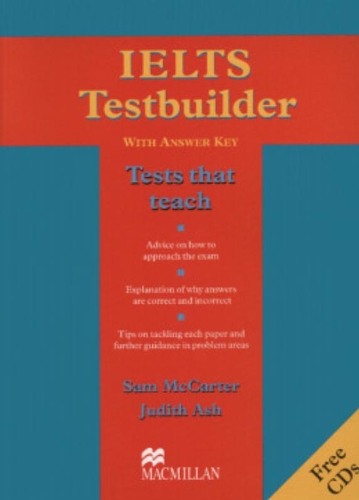 IELTS
Testbuilder
WITH ANSWER KEY
Tests that
teach
Advice on how to
approach the exam
Explanation of why answers
are correct and incorrect
Tips on tackling each paper and
further guidance in problem areas
Sam McCarter
Judith Ash
MACMILLAN
Free
CDs